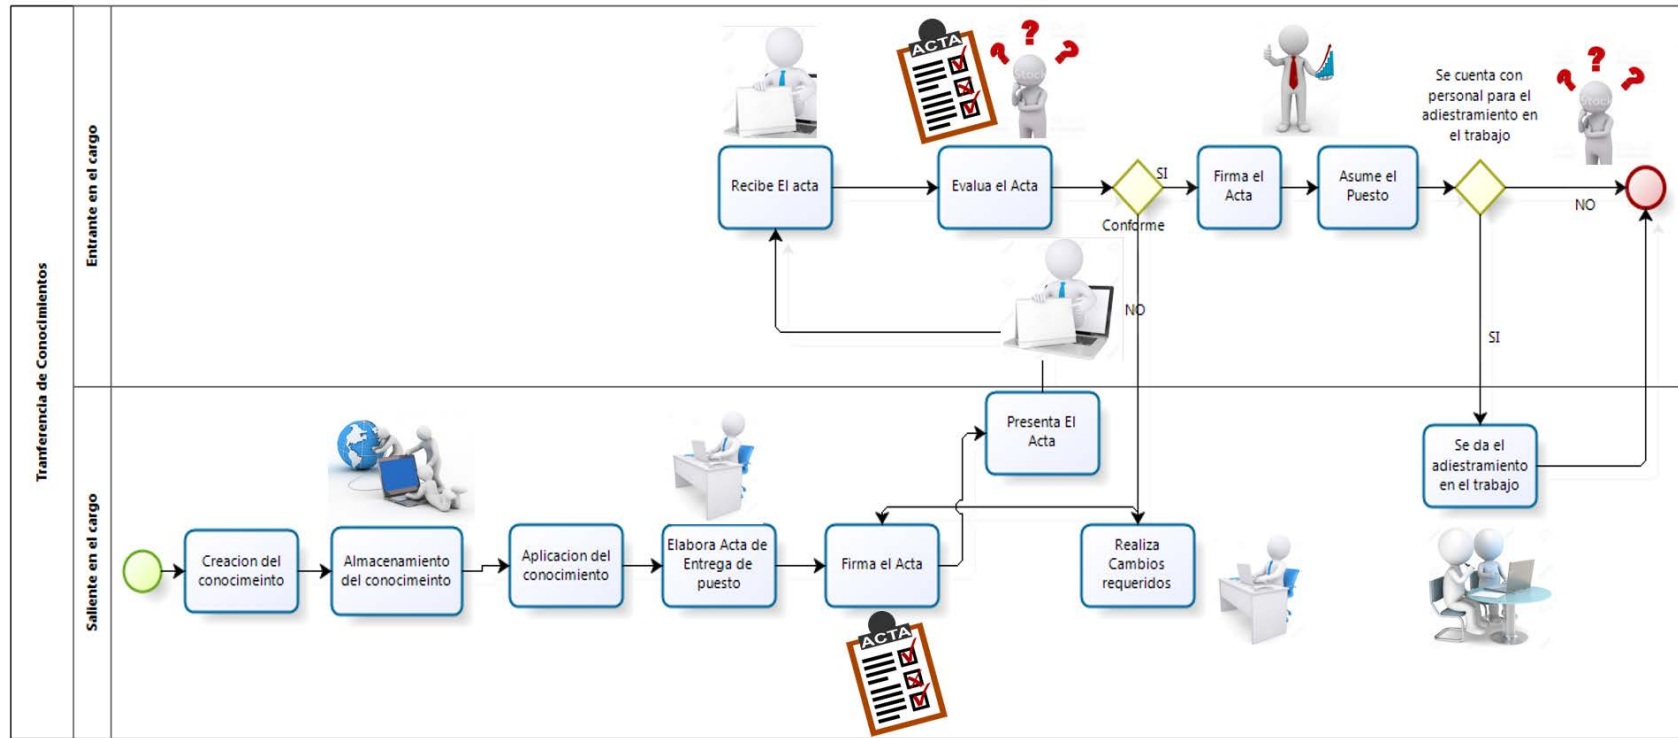 Tranferencia de Conocimientos
Entrante en el cargo
ACTA
Stock
Se cuenta con
personal para el
adiestramiento en
el trabajo
Stock
Recibe El acta
Evalua el Acta
SI
Conforme
Firma el
Acta
Asume el
Puesto
NO
NO
SI
Saliente en el cargo
Presenta El
Acta
Se da el
adiestramiento
en el trabajo
Creacion del
conocimeinto
Almacenamiento
del conocimeinto
Aplicacion del
conocimiento
Elabora Acta de
Entrega de
puesto
Firma el Acta
Realiza
Cambios
requeridos
ACTA